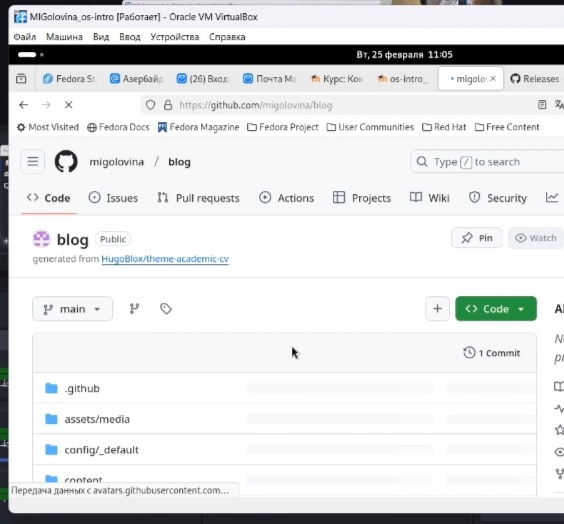 MIGolovina_os-intro [Работает] - Oracle VM VirtualBox
Файл Машина Вид Ввод Устройства Справка
Вт, 25 февраля 11:05
Fedora St Азербайд (26) Вход Почта Ma Курс: Кон os-intro_ migolov Releases
https://github.com/migolovina/blog
Most Visited Fedora Docs Fedora Magazine Fedora Project User Communities Red Hat Free Content
migolovina / blog
Type / to search
Code Issues Pull requests Actions Projects Wiki Security
blog Public
Pin Watch
generated from HugoBlox/theme-academic-cv
main
Code
1 Commit
.github
assets/media
config/_default
content
Передача данных с avatars.githubusercontent.com…